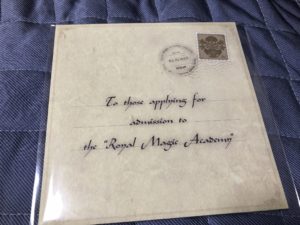 To those applying for
admission to
the "Royal Magic Academy"